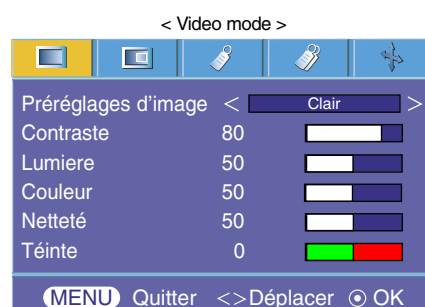 < Video mode >
Préréglages d'image < Clair >
Contraste 80
Lumiere 50
Couleur 50
Netteté 50
Téinte 0
MENU Quitter <>Déplacer ⊙ OK